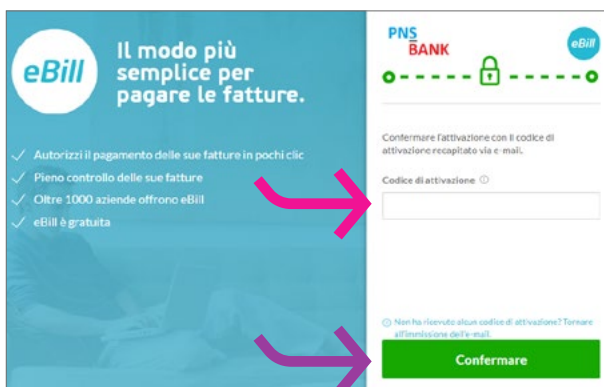 eBill
Il modo più
semplice per
pagare le fatture.
Autorizzi il pagamento delle sue fatture in pochi clic
Pieno controllo delle sue fatture
Oltre 1000 aziende offrono eBill
eBill è gratuita
PNS
BANK
eBill
Confermare l'attivazione con il codice di
attivazione recapitato via e-mail.
Codice di attivazione
Non ha ricevuto alcun codice di attivazione? Tornare
all'immissione dell'e-mail.
Confermare